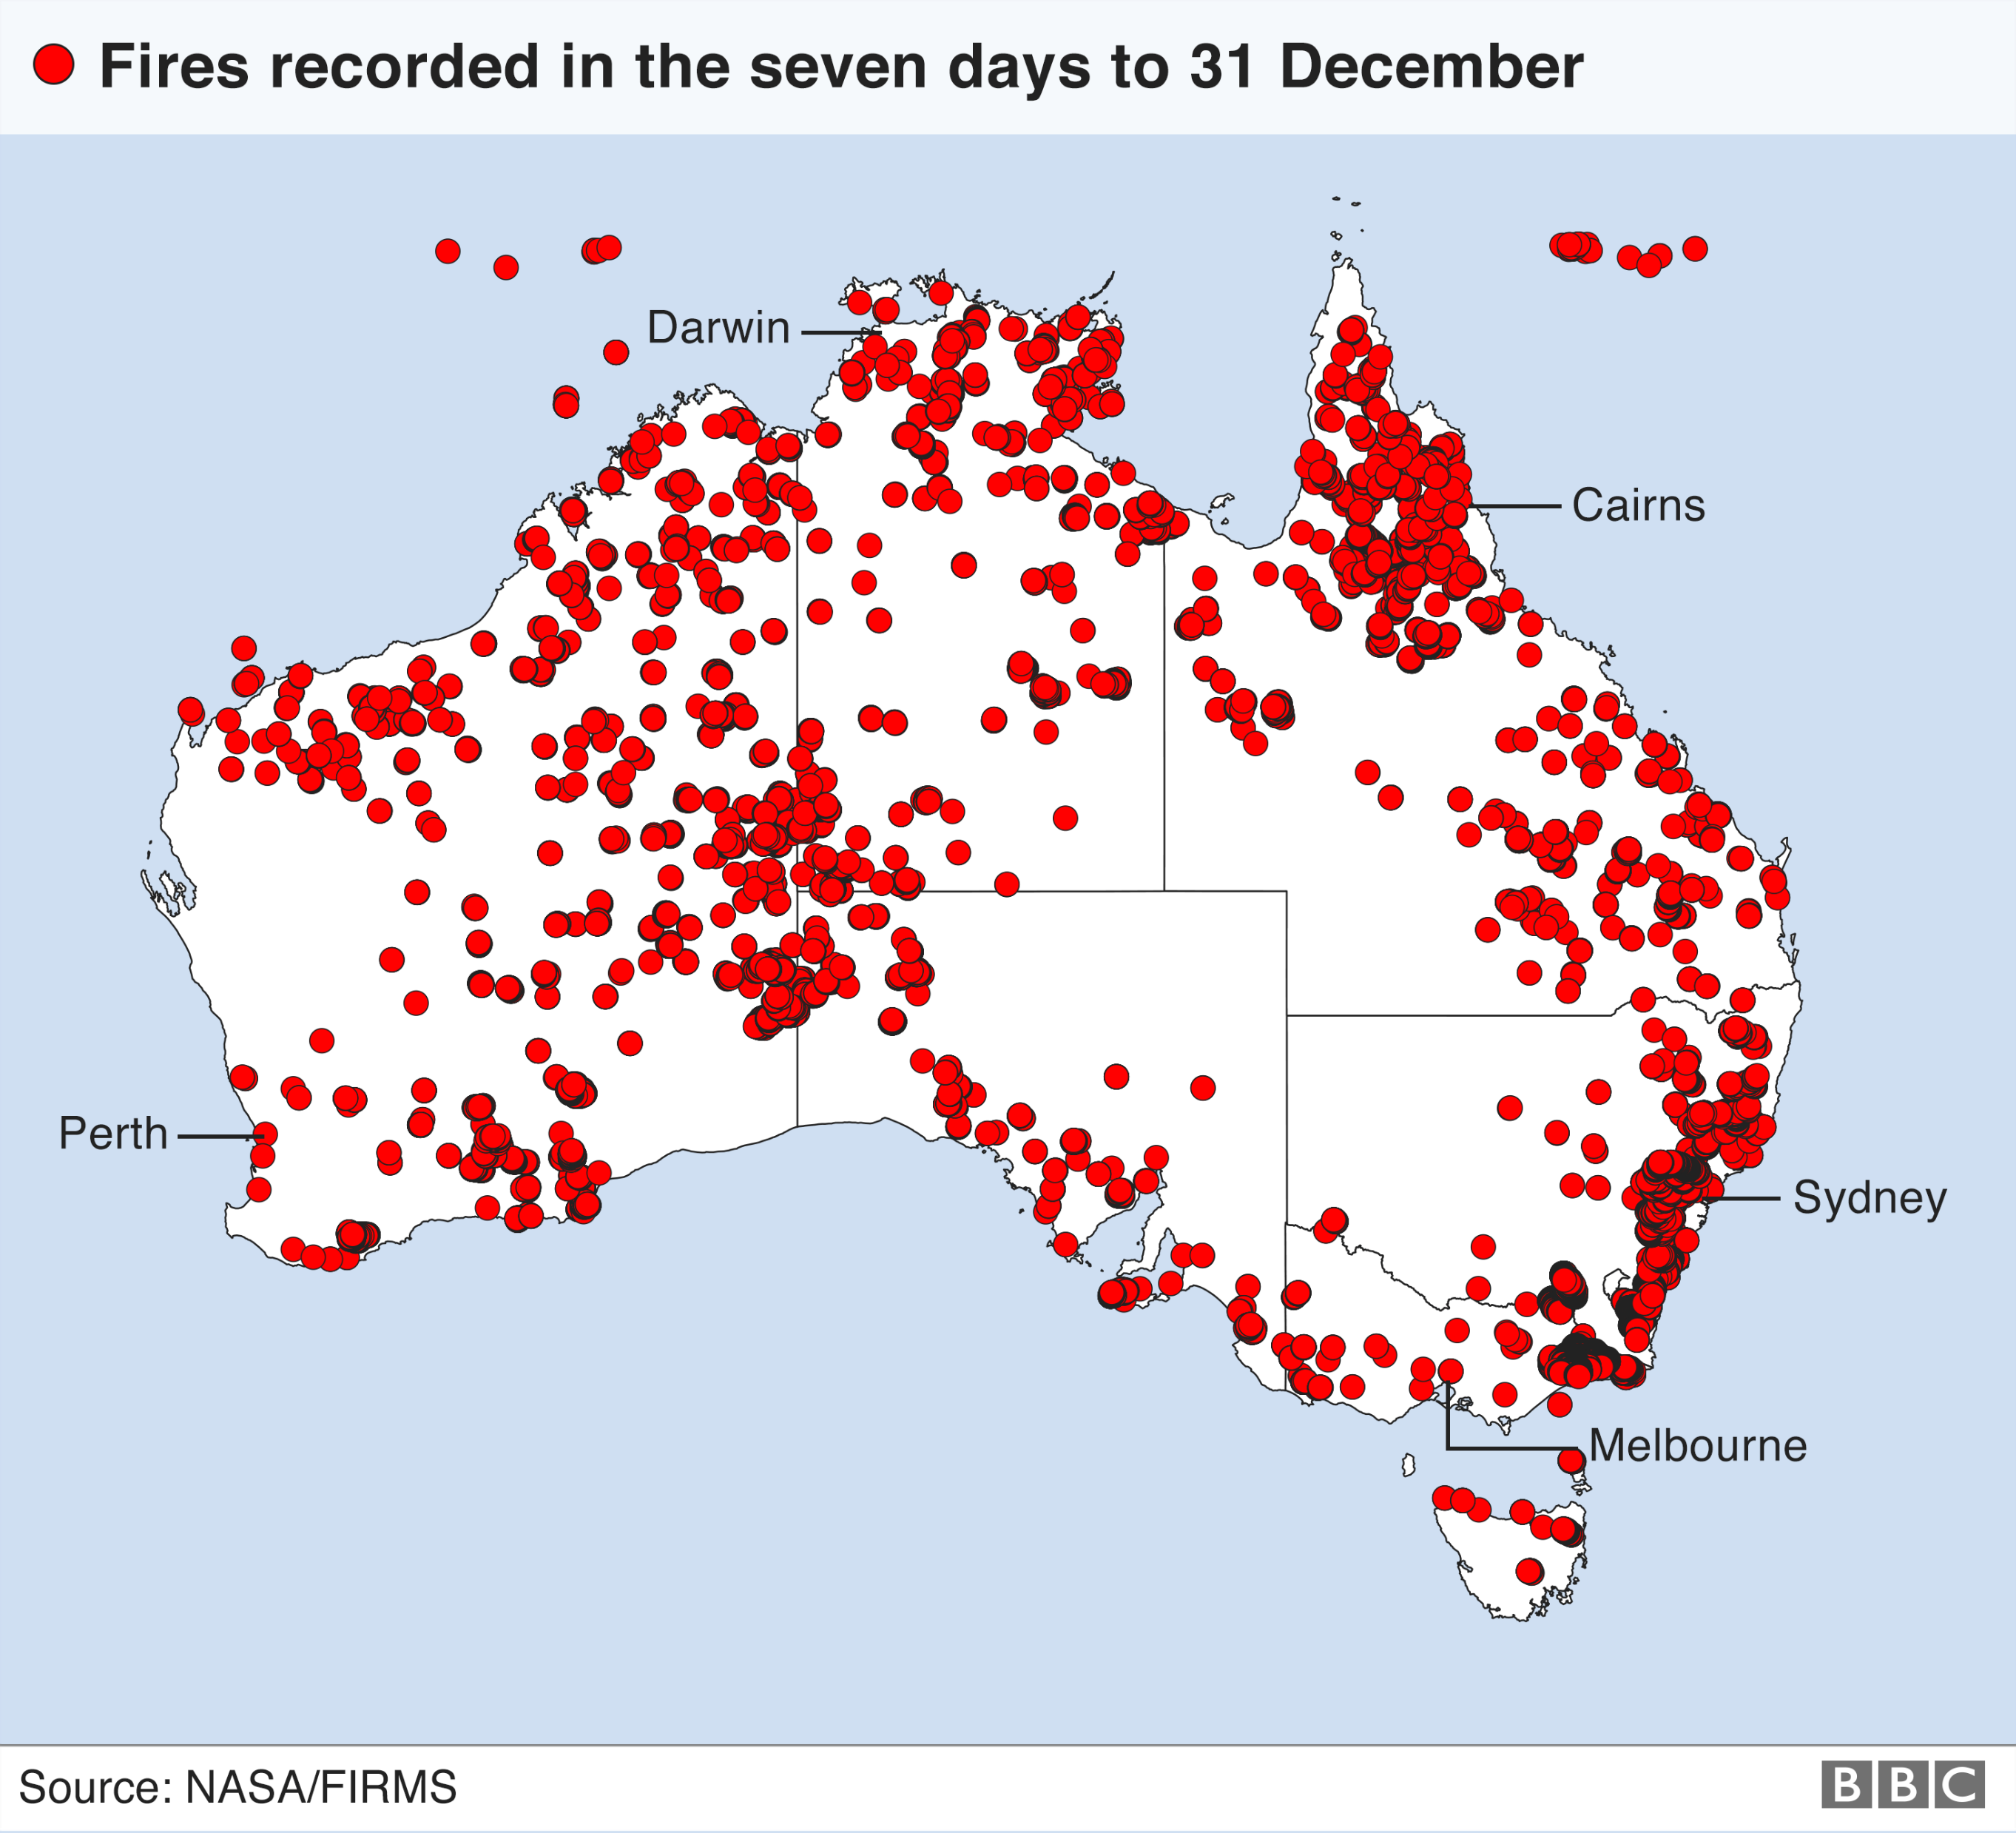 Fires recorded in the seven days to 31 December
Darwin
Cairns
Perth
Sydney
Melbourne
Source: NASA/FIRMS
BBC